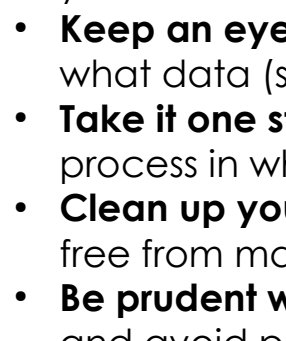 • Keep an eye
what data (s
• Take it one s
process in wh
• Clean up you
free from mo
• Be prudent w
and avoid p